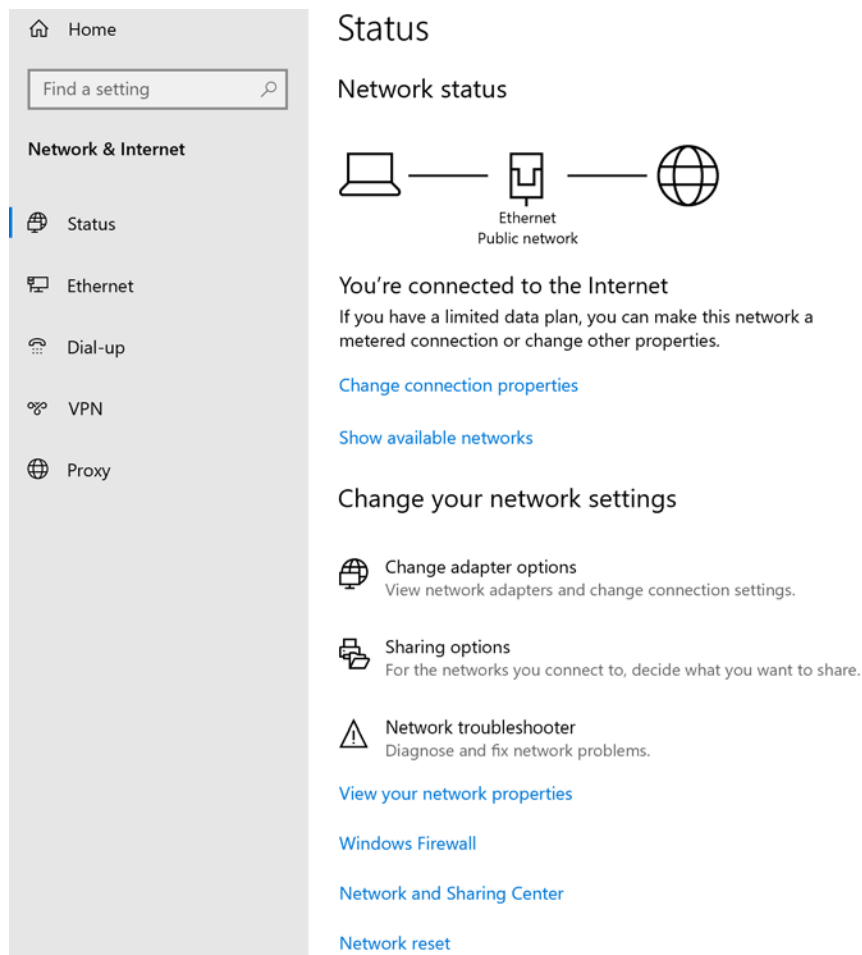 Home
Find a setting
Network & Internet
Status
Ethernet
Dial-up
VPN
Proxy
Status
Network status
Ethernet
Public network
You’re connected to the Internet
If you have a limited data plan, you can make this network a
metered connection or change other properties.
Change connection properties
Show available networks
Change your network settings
Change adapter options
View network adapters and change connection settings.
Sharing options
For the networks you connect to, decide what you want to share.
Network troubleshooter
Diagnose and fix network problems.
View your network properties
Windows Firewall
Network and Sharing Center
Network reset